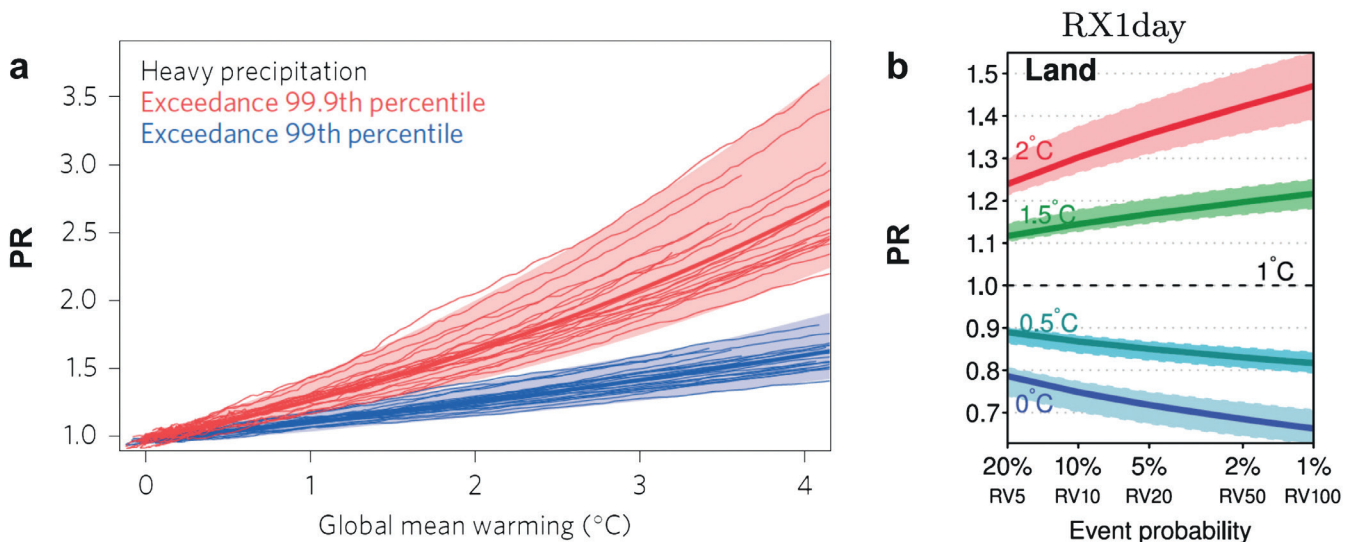 a
Heavy precipitation
Exceedance 99.9th percentile
Exceedance 99th percentile
PR
3.5
3.0
2.5
2.0
1.5
1.0
0 1 2 3 4
Global mean warming (°C)
RX1day
b
Land
PR
1.5
1.4
1.3
1.2
1.1
1.0
0.9
0.8
0.7
2°C
1.5°C
1°C
0.5°C
0°C
20% 10% 5% 2% 1%
RV5 RV10 RV20 RV50 RV100
Event probability